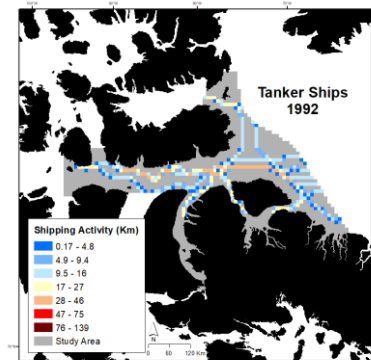 Tanker Ships
1992
Shipping Activity (Km)
0.17 - 4.8
4.9 - 9.4
9.5 - 16
17 - 27
28 - 46
47 - 75
76 - 139
Study Area
N
0 60 120 Km